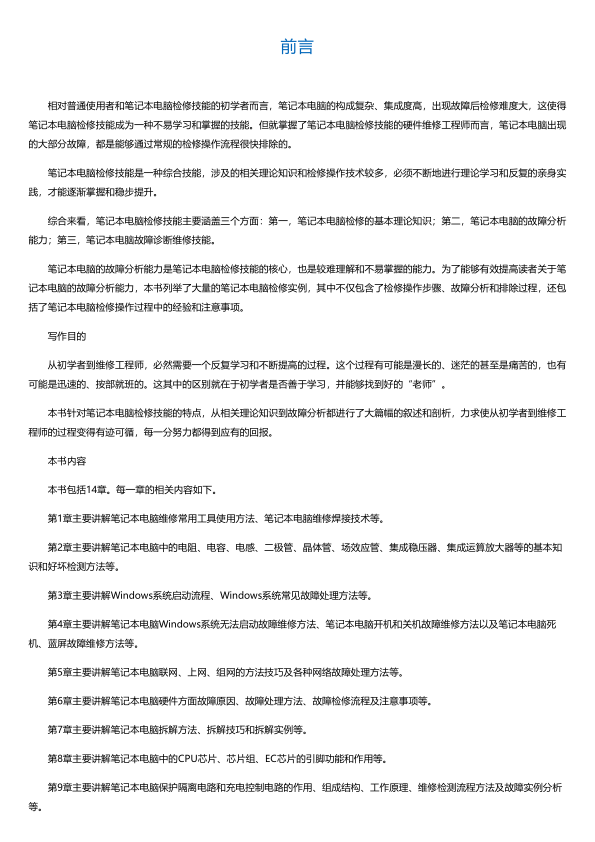 前言
相对普通使用者和笔记本电脑检修技能的初学者而言，笔记本电脑的构成复杂、集成度高，出现故障后检修难度大，这使得
笔记本电脑检修技能成为一种不易学习和掌握的技能。但就掌握了笔记本电脑检修技能的硬件维修工程师而言，笔记本电脑出现
的大部分故障，都是能够通过常规的检修操作流程很快排除的。
笔记本电脑检修技能是一种综合技能，涉及的相关理论知识和检修操作技术较多，必须不断地进行理论学习和反复的亲身实
践，才能逐渐掌握和稳步提升。
综合来看，笔记本电脑检修技能主要涵盖三个方面：第一，笔记本电脑检修的基本理论知识；第二，笔记本电脑的故障分析
能力；第三，笔记本电脑故障诊断维修技能。
笔记本电脑的故障分析能力是笔记本电脑检修技能的核心，也是较难理解和不易掌握的能力。为了能够有效提高读者关于笔
记本电脑的故障分析能力，本书列举了大量的笔记本电脑检修实例，其中不仅包含了检修操作步骤、故障分析和排除过程，还包
括了笔记本电脑检修操作过程中的经验和注意事项。
写作目的
从初学者到维修工程师，必然需要一个反复学习和不断提高的过程。这个过程有可能是漫长的、迷茫的甚至是痛苦的，也有
可能是迅速的、按部就班的。这其中的区别就在于初学者是否善于学习，并能够找到好的“老师”。
本书针对笔记本电脑检修技能的特点，从相关理论知识到故障分析都进行了大篇幅的叙述和剖析，力求使从初学者到维修工
程师的过程变得有迹可循，每一分努力都得到应有的回报。
本书内容
本书包括14章。每一章的相关内容如下。
第1章主要讲解笔记本电脑维修常用工具使用方法、笔记本电脑维修焊接技术等。
第2章主要讲解笔记本电脑中的电阻、电容、电感、二极管、晶体管、场效应管、集成稳压器、集成运算放大器等的基本知
识和好坏检测方法等。
第3章主要讲解Windows系统启动流程、Windows系统常见故障处理方法等。
第4章主要讲解笔记本电脑Windows系统无法启动故障维修方法、笔记本电脑开机和关机故障维修方法以及笔记本电脑死
机、蓝屏故障维修方法等。
第5章主要讲解笔记本电脑联网、上网、组网的方法技巧及各种网络故障处理方法等。
第6章主要讲解笔记本电脑硬件方面故障原因、故障处理方法、故障检修流程及注意事项等。
第7章主要讲解笔记本电脑拆解方法、拆解技巧和拆解实例等。
第8章主要讲解笔记本电脑中的CPU芯片、芯片组、EC芯片的引脚功能和作用等。
第9章主要讲解笔记本电脑保护隔离电路和充电控制电路的作用、组成结构、工作原理、维修检测流程方法及故障实例分析
等。